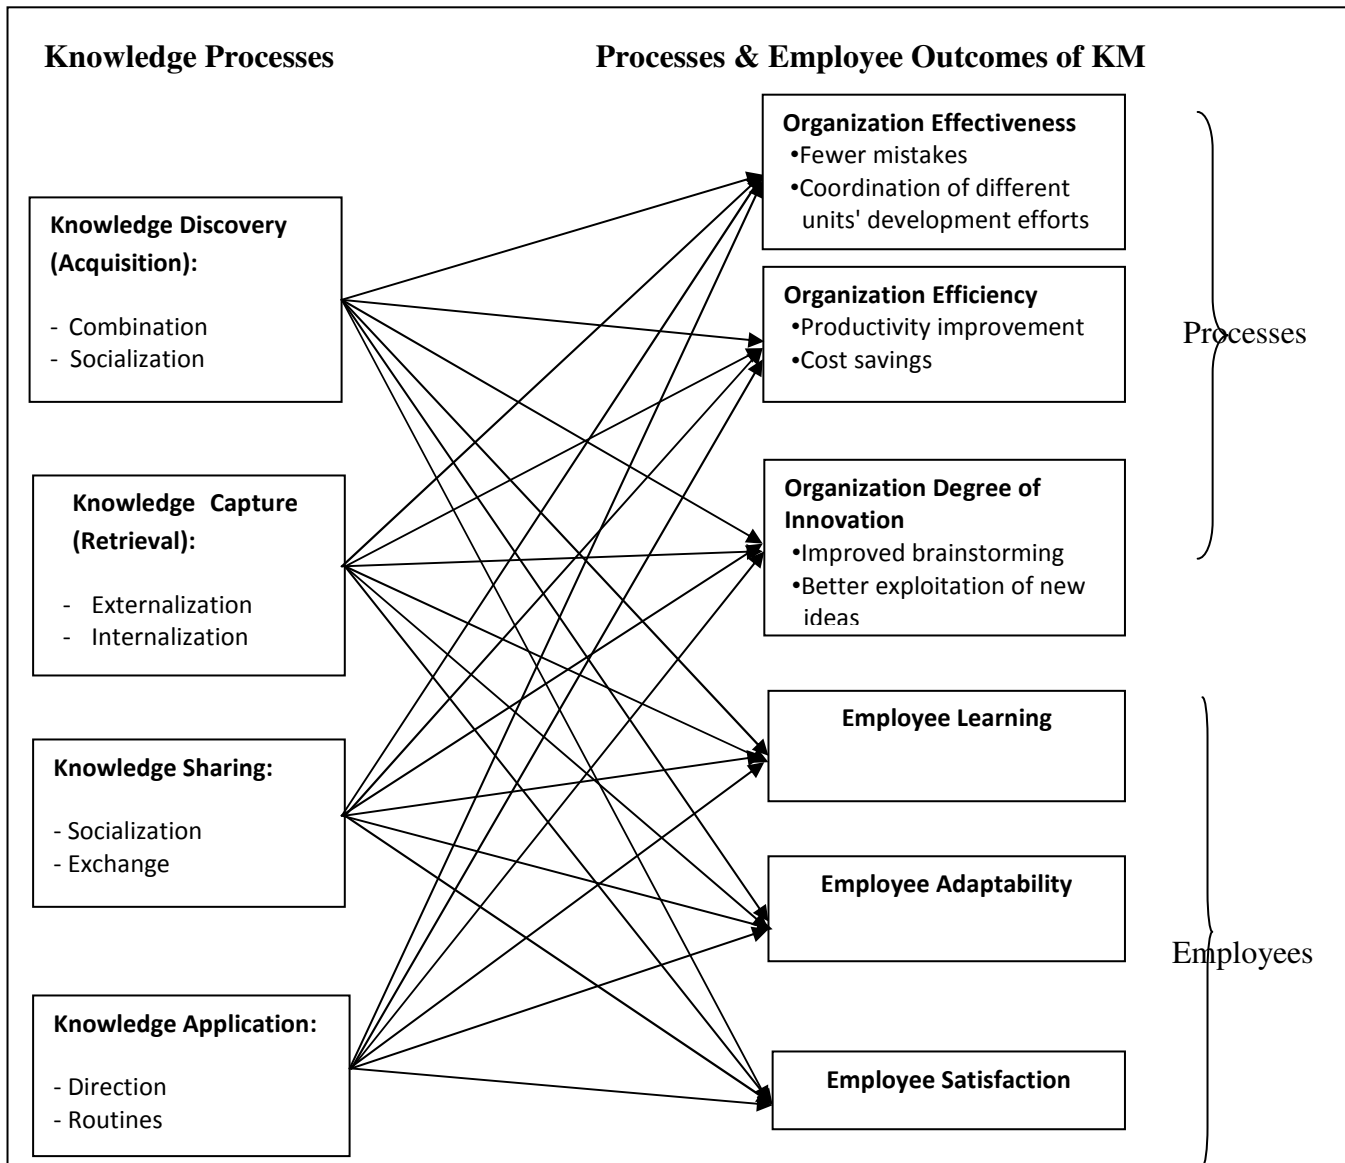 Knowledge Processes
Processes & Employee Outcomes of KM
Knowledge Discovery
(Acquisition):
- Combination
- Socialization
Knowledge Capture
(Retrieval):
- Externalization
- Internalization
Knowledge Sharing:
- Socialization
- Exchange
Knowledge Application:
- Direction
- Routines
Organization Effectiveness
•Fewer mistakes
•Coordination of different
units' development efforts
Organization Efficiency
•Productivity improvement
•Cost savings
Organization Degree of
Innovation
•Improved brainstorming
•Better exploitation of new
ideas
Employee Learning
Employee Adaptability
Employee Satisfaction
Processes
Employees